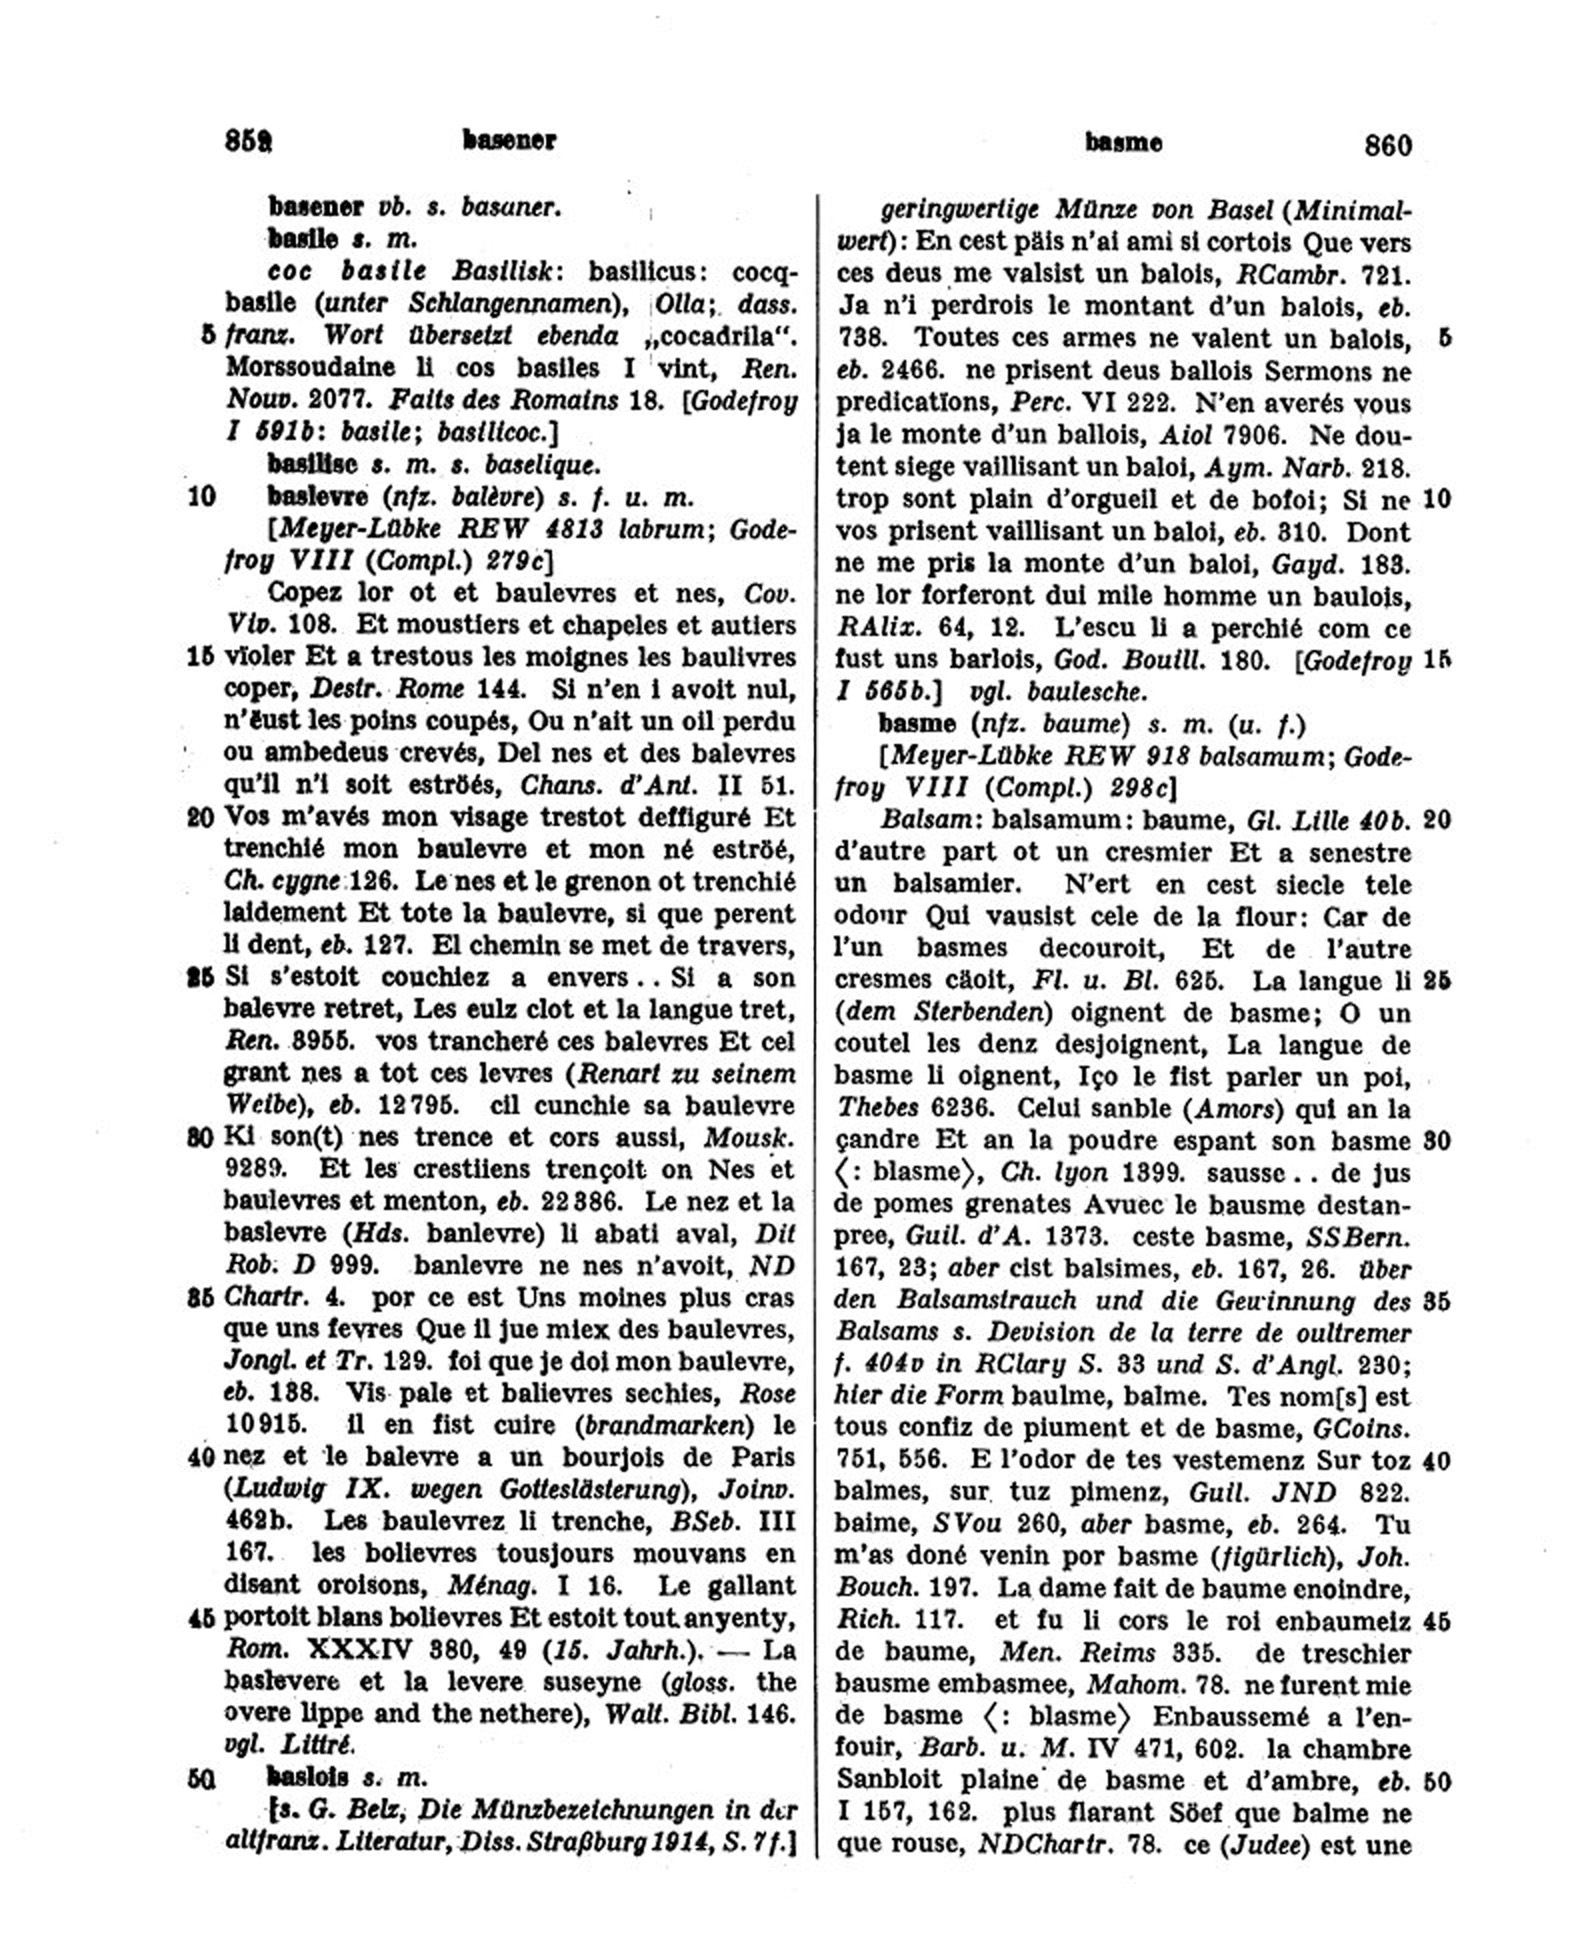 859 basener
basener vb. s. basaner.
basile s. m.
coc basile Basilisk: basilicus: cocq-
basile (unter Schlangennamen), Olla; dass.
5 franz. Wort übersetzt ebenda „cocadrila“.
Morssoudaine li cos basiles I vint, Ren.
Nouv. 2077. Faits des Romains 18. [Godefroy
I 591b: basile; basilicoc.]
basilisc s. m. s. baselique.
10 baslevre (nfz. balèvre) s. f. u. m.
[Meyer-Lübke REW 4813 labrum; Gode-
froy VIII (Compl.) 279c]
Copez lor ot et baulevres et nes, Cov.
Viv. 108. Et moustiers et chapeles et autiers
15 vïoler Et a trestous les moignes les baulivres
coper, Destr. Rome 144. Si n'en i avoit nul,
n'ëust les poins coupés, Ou n'ait un oil perdu
ou ambedeus crevés, Del nes et des balevres
qu'il n'i soit eströés, Chans. d'Ant. II 51.
20 Vos m'avés mon visage trestot deffiguré Et
trenchié mon baulevre et mon né eströé,
Ch. cygne 126. Le nes et le grenon ot trenchié
laidement Et tote la baulevre, si que perent
li dent, eb. 127. El chemin se met de travers,
25 Si s'estoit couchiez a envers .. Si a son
balevre retret, Les eulz clot et la langue tret,
Ren. 8955. vos trancheré ces balevres Et cel
grant nes a tot ces levres (Renart zu seinem
Weibe), eb. 12795. cil cunchie sa baulevre
30 Ki son(t) nes trence et cors aussi, Mousk.
9289. Et les crestiiens trençoit on Nes et
baulevres et menton, eb. 22386. Le nez et la
baslevre (Hds. banlevre) li abati aval, Dit
Rob. D 999. banlevre ne nes n'avoit, ND
35 Chartr. 4. por ce est Uns moines plus cras
que uns fevres Que il jue miex des baulevres,
Jongl. et Tr. 129. foi que je doi mon baulevre,
eb. 138. Vis pale et balievres sechies, Rose
10915. il en fist cuire (brandmarken) le
40 nez et le balevre a un bourjois de Paris
(Ludwig IX. wegen Gotteslästerung), Joinv.
462b. Les baulevrez li trenche, BSeb. III
167. les bolievres tousjours mouvans en
disant oroisons, Ménag. I 16. Le gallant
45 portoit blans bolievres Et estoit tout anyenty,
Rom. XXXIV 380, 49 (15. Jahrh.). — La
baslevere et la levere suseyne (gloss. the
overe lippe and the nethere), Walt. Bibl. 146.
vgl. Littré.
50 baslois s. m.
[s. G. Belz, Die Münzbezeichnungen in der
altfranz. Literatur, Diss. Straßburg 1914, S. 7 f.]
basme 860
geringwertige Münze von Basel (Minimal-
wert): En cest päis n'ai ami si cortois Que vers
ces deus me valsist un balois, RCambr. 721.
Ja n'i perdrois le montant d'un balois, eb.
738. Toutes ces armes ne valent un balois, 5
eb. 2466. ne prisent deus ballois Sermons ne
predicatïons, Perc. VI 222. N'en averés vous
ja le monte d'un ballois, Aiol 7906. Ne dou-
tent siege vaillisant un baloi, Aym. Narb. 218.
trop sont plain d'orgueil et de bofoi; Si ne 10
vos prisent vaillisant un baloi, eb. 310. Dont
ne me pris la monte d'un baloi, Gayd. 183.
ne lor forferont dui mile homme un baulois,
RAlix. 64, 12. L'escu li a perchié com ce
fust uns barlois, God. Bouill. 180. [Godefroy 15
I 565b.] vgl. baulesche.
basme (nfz. baume) s. m. (u. f.)
[Meyer-Lübke REW 918 balsamum; Gode-
froy VIII (Compl.) 298c]
Balsam: balsamum: baume, Gl. Lille 40b. 20
d'autre part ot un cresmier Et a senestre
un balsamier. N'ert en cest siecle tele
odour Qui vausist cele de la flour: Car de
l'un basmes decouroit, Et de l'autre
cresmes cäoit, Fl. u. Bl. 625. La langue li 25
(dem Sterbenden) oignent de basme; O un
coutel les denz desjoignent, La langue de
basme li oignent, Iço le fist parler un poi,
Thebes 6236. Celui sanble (Amors) qui an la
çandre Et an la poudre espant son basme 30
⟨: blasme⟩, Ch. lyon 1399. sausse .. de jus
de pomes grenates Avuec le bausme destan-
pree, Guil. d'A. 1373. ceste basme, SSBern.
167, 23; aber cist balsimes, eb. 167, 26. über
den Balsamstrauch und die Gewinnung des 35
Balsams s. Devision de la terre de oultremer
f. 404v in RClary S. 33 und S. d'Angl. 230;
hier die Form baulme, balme. Tes nom[s] est
tous confiz de piument et de basme, GCoins.
751, 556. E l'odor de tes vestemenz Sur toz 40
balmes, sur tuz pimenz, Guil. JND 822.
baime, SVou 260, aber basme, eb. 264. Tu
m'as doné venin por basme (figürlich), Joh.
Bouch. 197. La dame fait de baume enoindre,
Rich. 117. et fu li cors le roi enbaumeiz 45
de baume, Men. Reims 335. de treschier
bausme embasmee, Mahom. 78. ne furent mie
de basme ⟨: blasme⟩ Enbaussemé a l'en-
fouir, Barb. u. M. IV 471, 602. la chambre
Sanbloit plaine de basme et d'ambre, eb. 50
I 157, 162. plus flarant Söef que balme ne
que rouse, NDChartr. 78. ce (Judee) est une